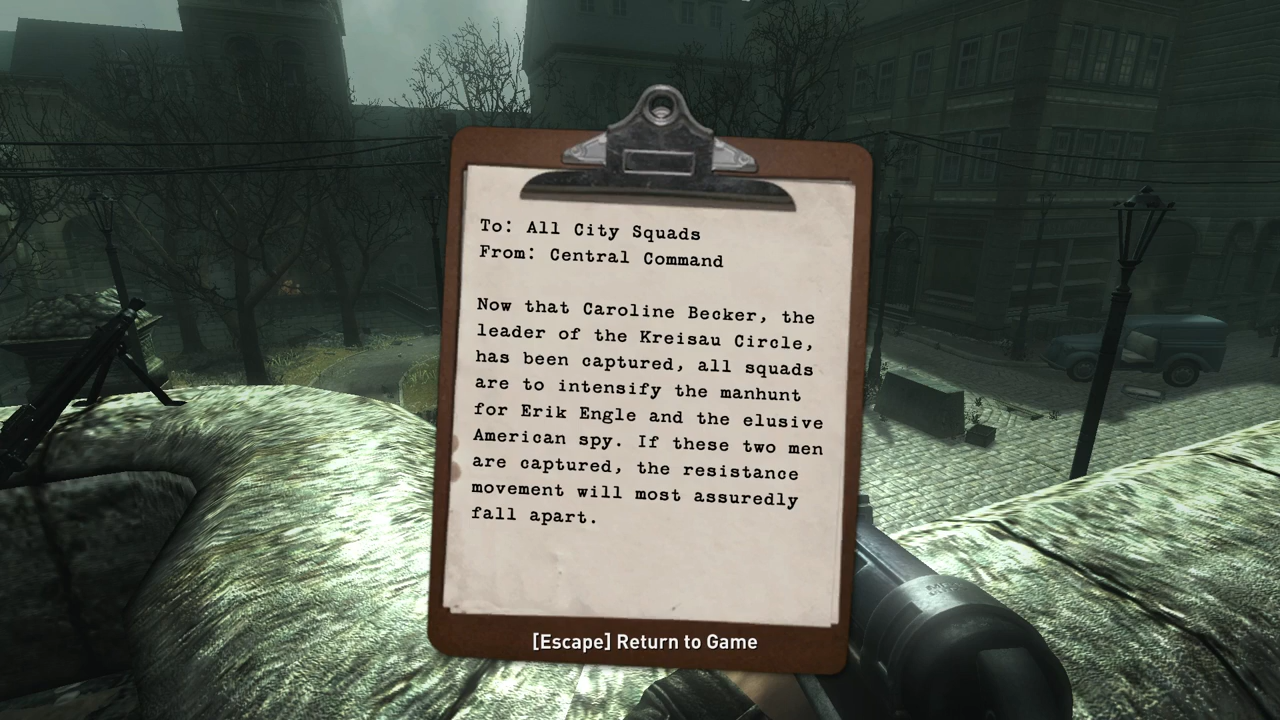 To: All City Squads
From: Central Command
Now that Caroline Becker, the
leader of the Kreisau Circle,
has been captured, all squads
are to intensify the manhunt
for Erik Engle and the elusive
American spy. If these two men
are captured, the resistance
movement will most assuredly
fall apart.
[Escape] Return to Game